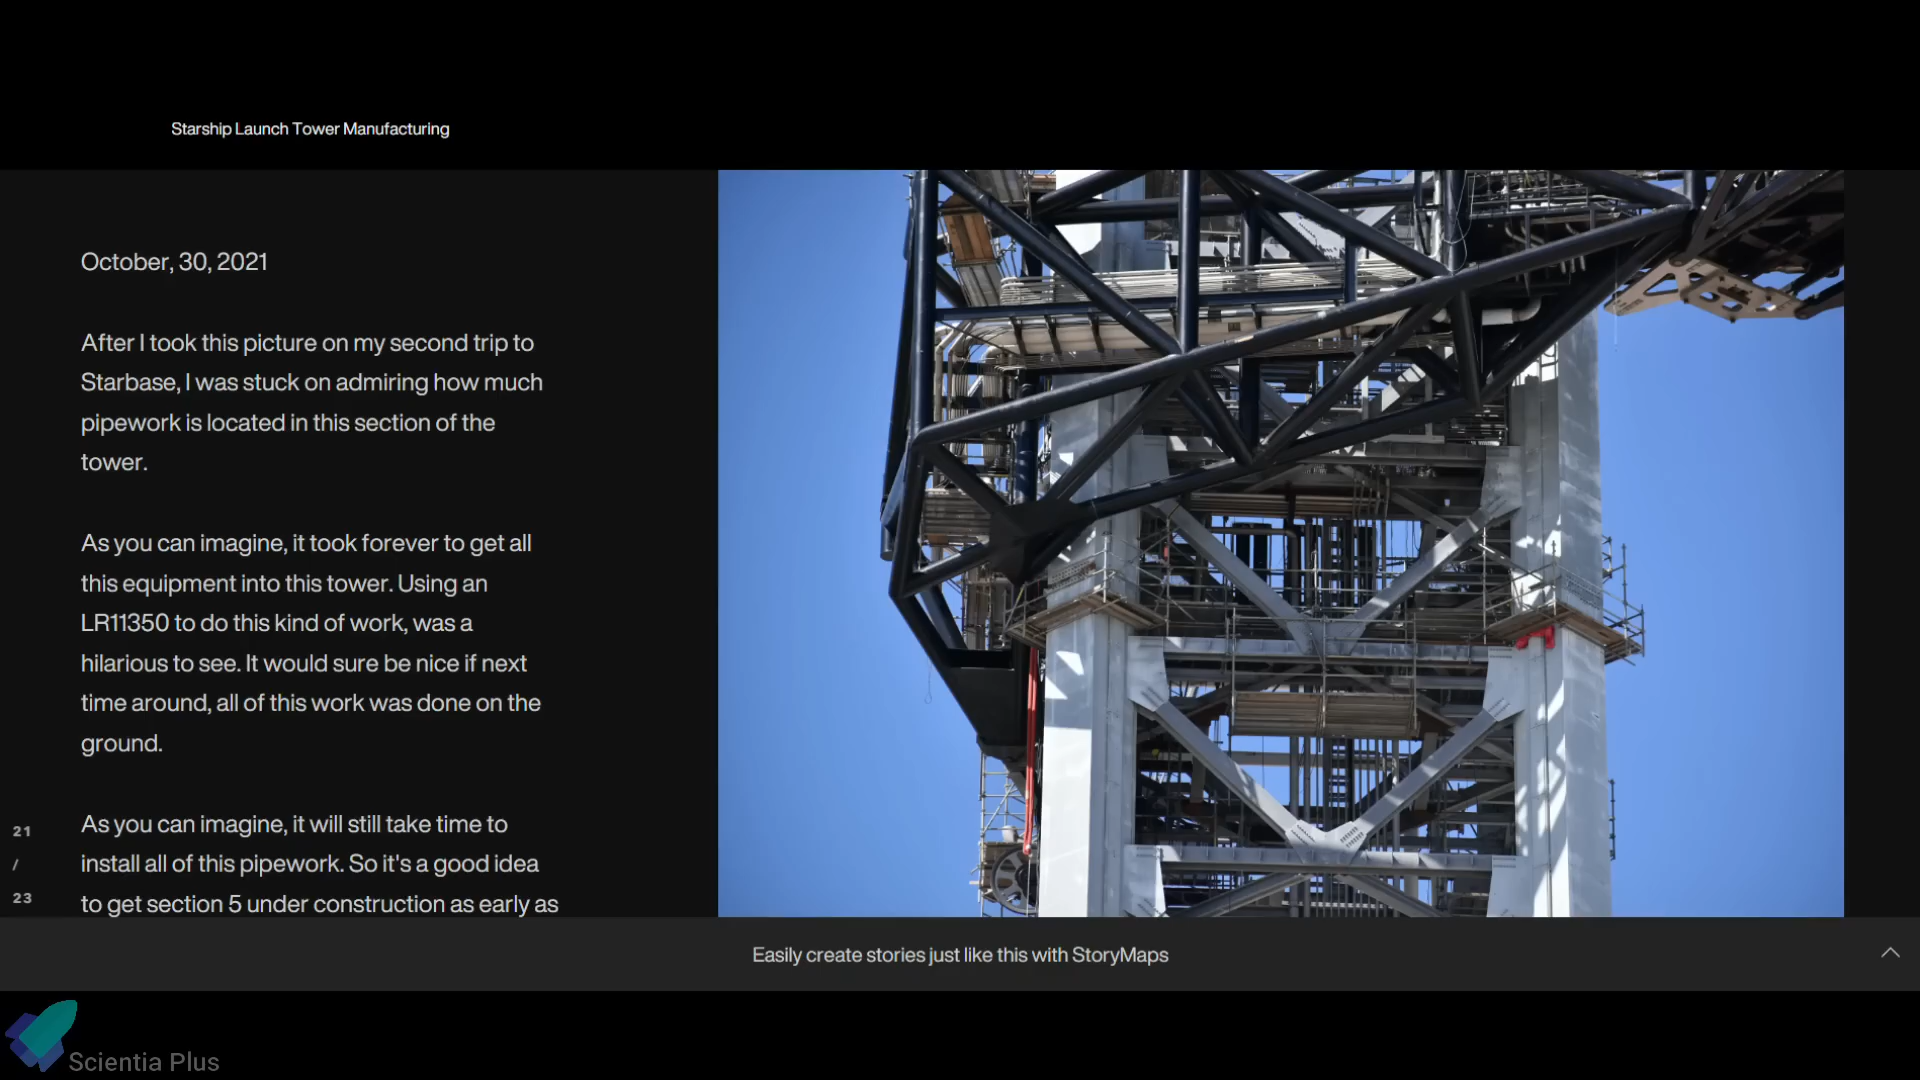 Starship Launch Tower Manufacturing
October, 30, 2021
After I took this picture on my second trip to
Starbase, I was stuck on admiring how much
pipework is located in this section of the
tower.
As you can imagine, it took forever to get all
this equipment into this tower. Using an
LR11350 to do this kind of work, was a
hilarious to see. It would sure be nice if next
time around, all of this work was done on the
ground.
As you can imagine, it will still take time to
install all of this pipework. So it's a good idea
to get section 5 under construction as early as
21
/
23
Easily create stories just like this with StoryMaps
Scientia Plus